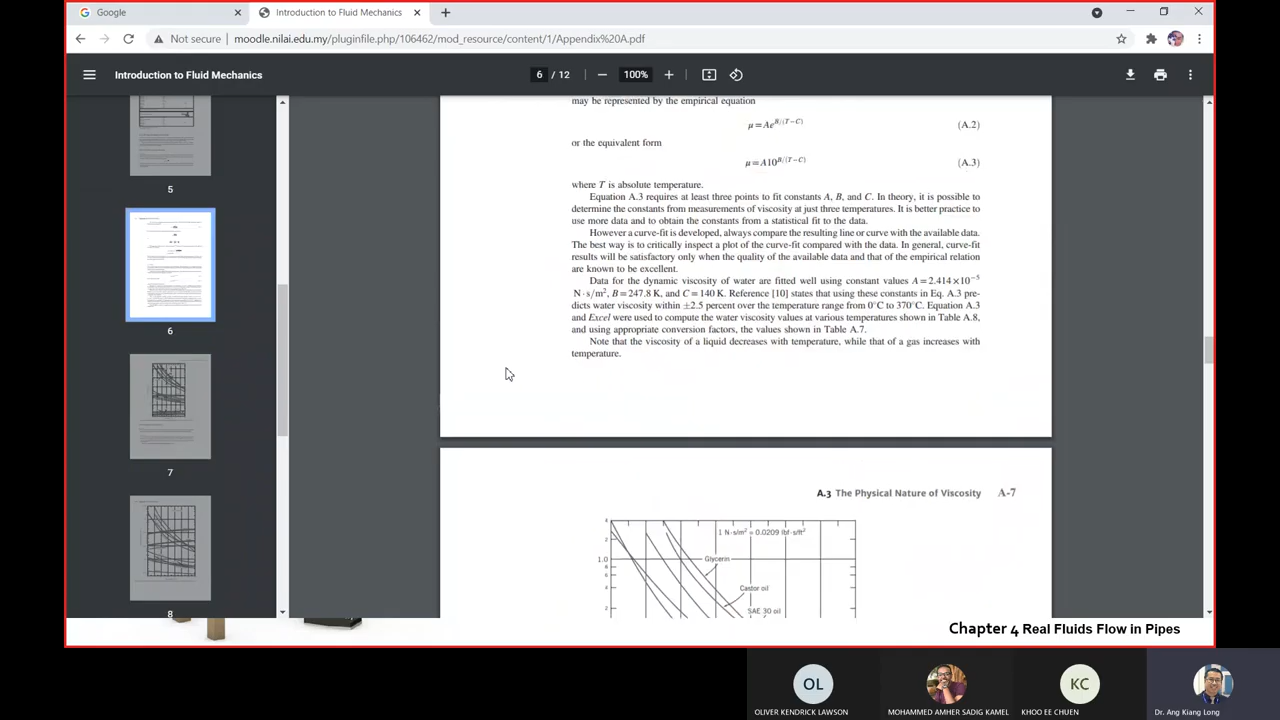 Google
Introduction to Fluid Mechanics
Not secure
moodle.nilai.edu.my/pluginfile.php/106462/mod_resource/content/1/Appendix%20A.pdf
Introduction to Fluid Mechanics
6 / 12
100%
5
6
7
8
may be represented by the empirical equation
μ = Ae^{B/(T−C)} (A.2)
or the equivalent form
μ = A10^{B/(T−C)} (A.3)
where T is absolute temperature.
Equation A.3 requires at least three points to fit constants A, B, and C. In theory, it is possible to
determine the constants from measurements of viscosity at just three temperatures. It is better practice to
use more data and to obtain the constants from a statistical fit to the data.
However a curve-fit is developed, always compare the resulting line or curve with the available data.
The best way is to critically inspect a plot of the curve-fit compared with the data. In general, curve-fit
results will be satisfactory only when the quality of the available data and that of the empirical relation
are known to be excellent.
Data for the dynamic viscosity of water are fitted well using constant values A = 2.414 × 10⁻⁵
N·s/m², B = 247.8 K, and C = 140 K. Reference [10] states that using these constants in Eq. A.3 pre-
dicts water viscosity within ±2.5 percent over the temperature range from 0°C to 370°C. Equation A.3
and Excel were used to compute the water viscosity values at various temperatures shown in Table A.8,
and using appropriate conversion factors, the values shown in Table A.7.
Note that the viscosity of a liquid decreases with temperature, while that of a gas increases with
temperature.
A.3 The Physical Nature of Viscosity A-7
4
1 N·s/m² = 0.0209 lbf·s/ft²
2
1.0
Glycerin
8
6
4
Castor oil
2
SAE 30 oil
Chapter 4 Real Fluids Flow in Pipes
OL
KC
OLIVER KENDRICK LAWSON
MOHAMMED AMHER SADIG KAMEL
KHOO EE CHUEN
Dr. Ang Kiang Long